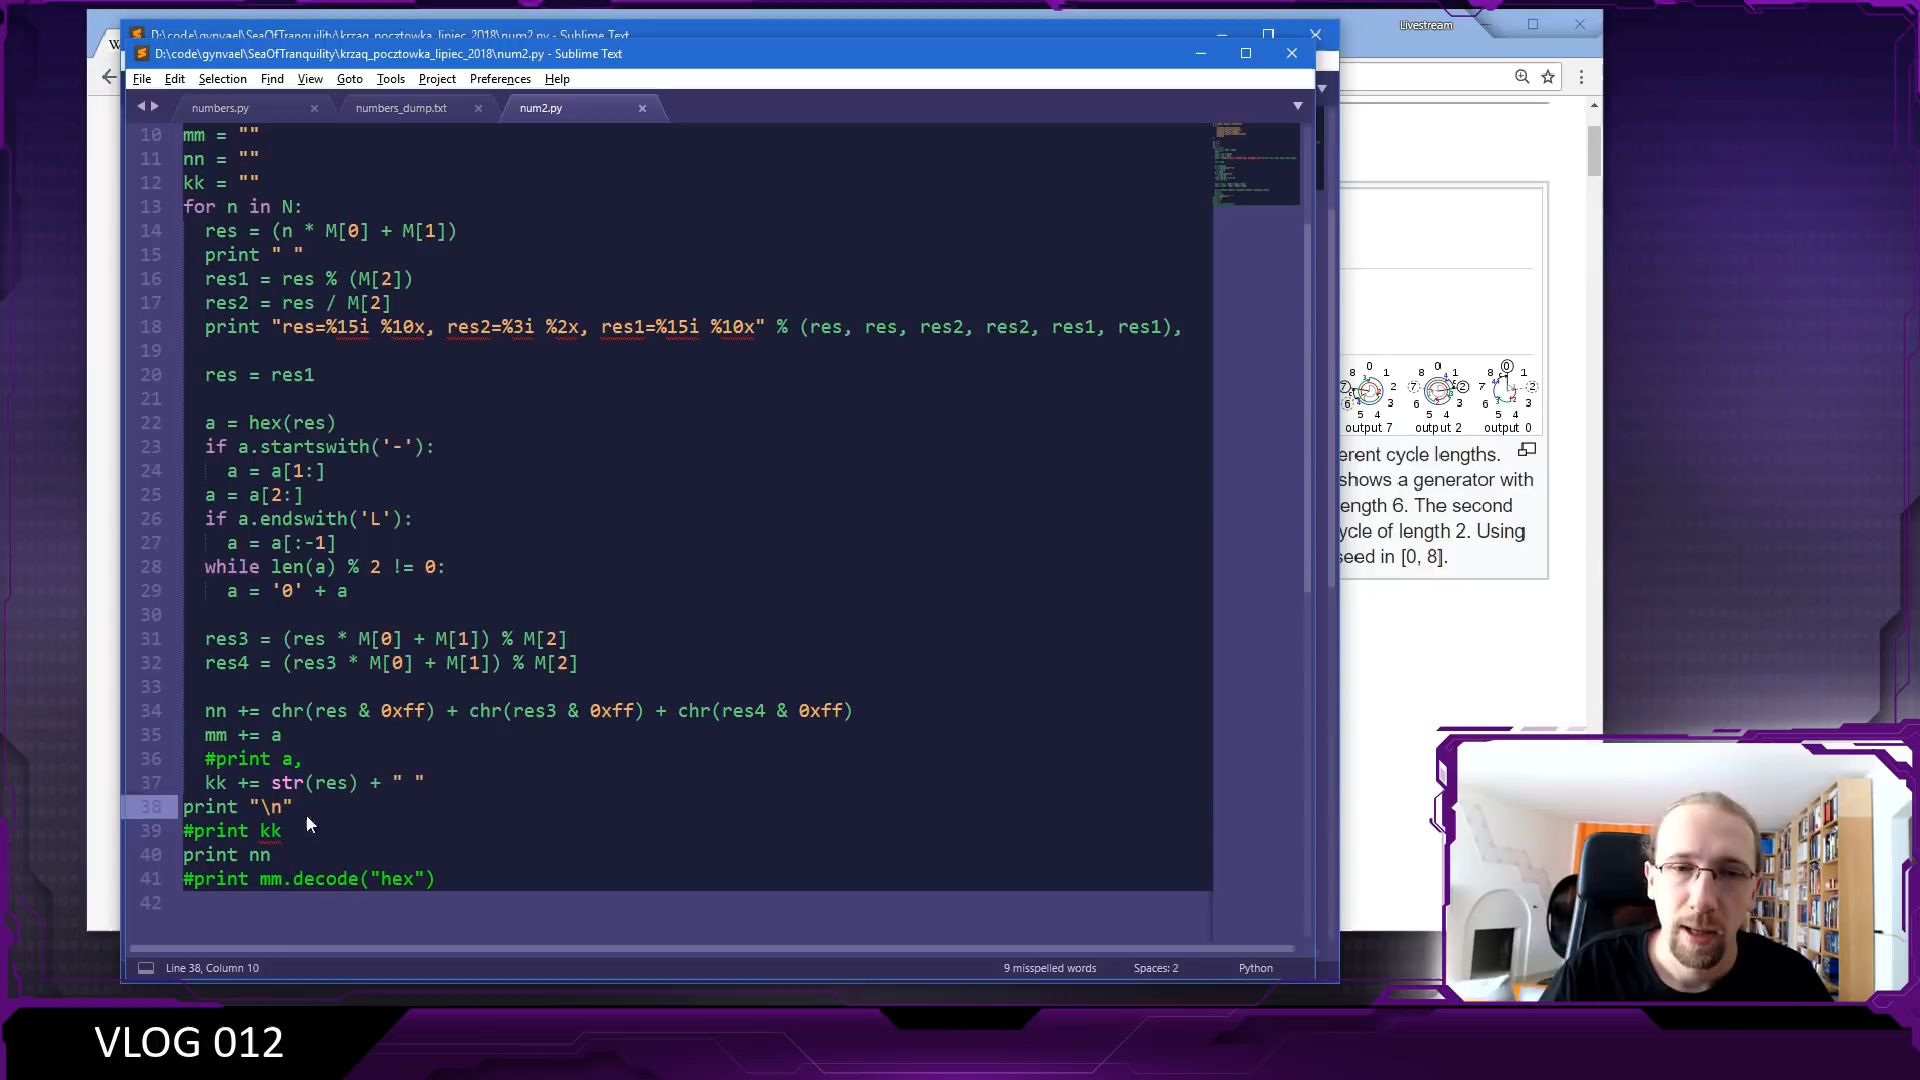 D:\code\gynvael\SeaOfTranquility\krzaq_pocztowka_lipiec_2018\num2.py - Sublime Text
Livestream
W
D:\code\gynvael\SeaOfTranquility\krzaq_pocztowka_lipiec_2018\num2.py - Sublime Text
File Edit Selection Find View Goto Tools Project Preferences Help
numbers.py numbers_dump.txt num2.py
10 mm = ""
11 nn = ""
12 kk = ""
13 for n in N:
14 res = (n * M[0] + M[1])
15 print " "
16 res1 = res % (M[2])
17 res2 = res / M[2]
18 print "res=%15i %10x, res2=%3i %2x, res1=%15i %10x" % (res, res, res2, res2, res1, res1),
19
20 res = res1
21
22 a = hex(res)
23 if a.startswith('-'):
24 a = a[1:]
25 a = a[2:]
26 if a.endswith('L'):
27 a = a[:-1]
28 while len(a) % 2 != 0:
29 a = '0' + a
30
31 res3 = (res * M[0] + M[1]) % M[2]
32 res4 = (res3 * M[0] + M[1]) % M[2]
33
34 nn += chr(res & 0xff) + chr(res3 & 0xff) + chr(res4 & 0xff)
35 mm += a
36 #print a,
37 kk += str(res) + " "
38 print "\n"
39 #print kk
40 print nn
41 #print mm.decode("hex")
42
Line 38, Column 10 9 misspelled words Spaces: 2 Python
output 7 output 2 output 0
erent cycle lengths.
shows a generator with
ength 6. The second
ycle of length 2. Using
seed in [0, 8].
VLOG 012